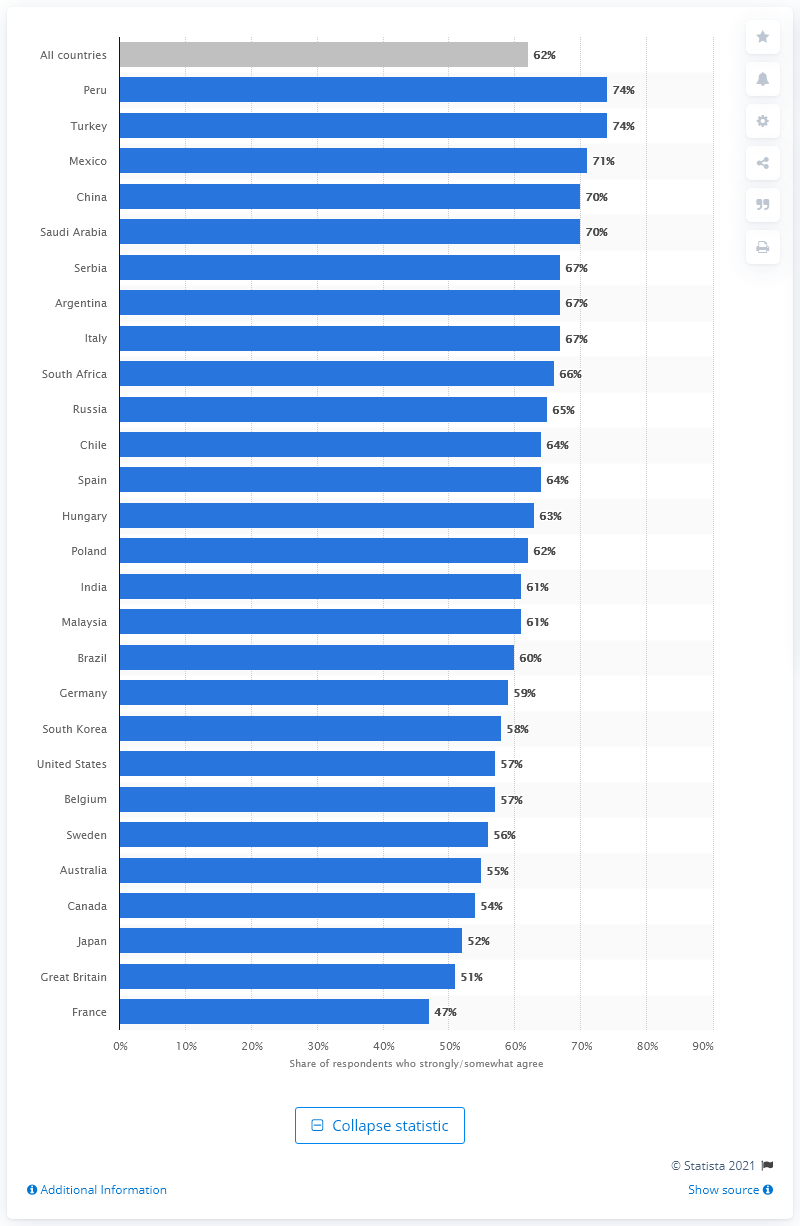 All countries 62%
Peru 74%
Turkey 74%
Mexico 71%
China 70%
Saudi Arabia 70%
Serbia 67%
Argentina 67%
Italy 67%
South Africa 66%
Russia 65%
Chile 64%
Spain 64%
Hungary 63%
Poland 62%
India 61%
Malaysia 61%
Brazil 60%
Germany 59%
South Korea 58%
United States 57%
Belgium 57%
Sweden 56%
Australia 55%
Canada 54%
Japan 52%
Great Britain 51%
France 47%
0% 10% 20% 30% 40% 50% 60% 70% 80% 90%
Share of respondents who strongly/somewhat agree
Collapse statistic
© Statista 2021
Additional Information Show source